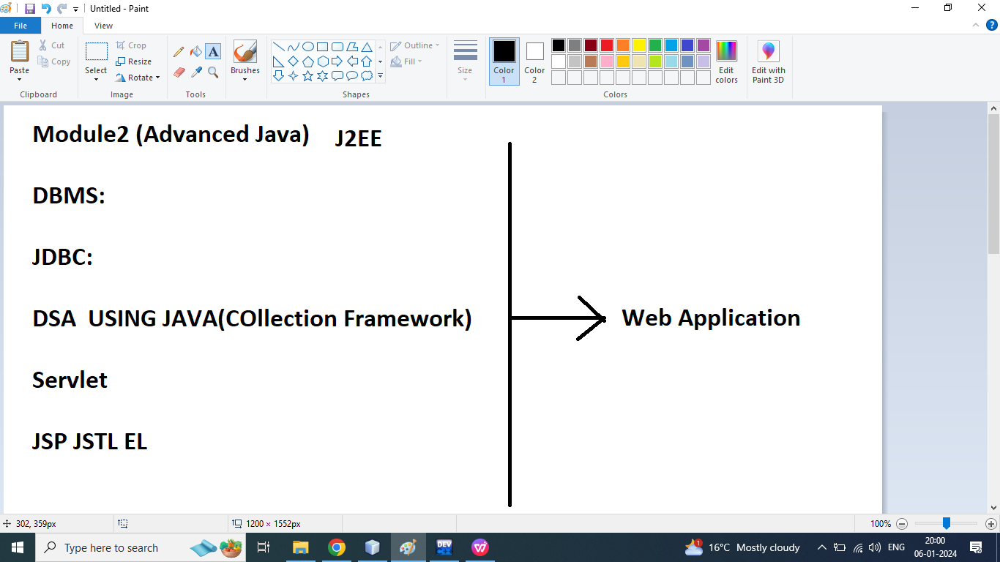 Untitled - Paint
File Home View
Paste Cut Copy Clipboard
Select Crop Resize Rotate Image
Tools
Brushes
Shapes Outline Fill
Size
Color 1 Color 2 Edit colors Colors
Edit with Paint 3D
Module2 (Advanced Java) J2EE
DBMS:
JDBC:
DSA USING JAVA(COllection Framework) Web Application
Servlet
JSP JSTL EL
302, 359px 1200 × 1552px 100%
Type here to search DEV 1 16°C Mostly cloudy ENG 20:00
06-01-2024